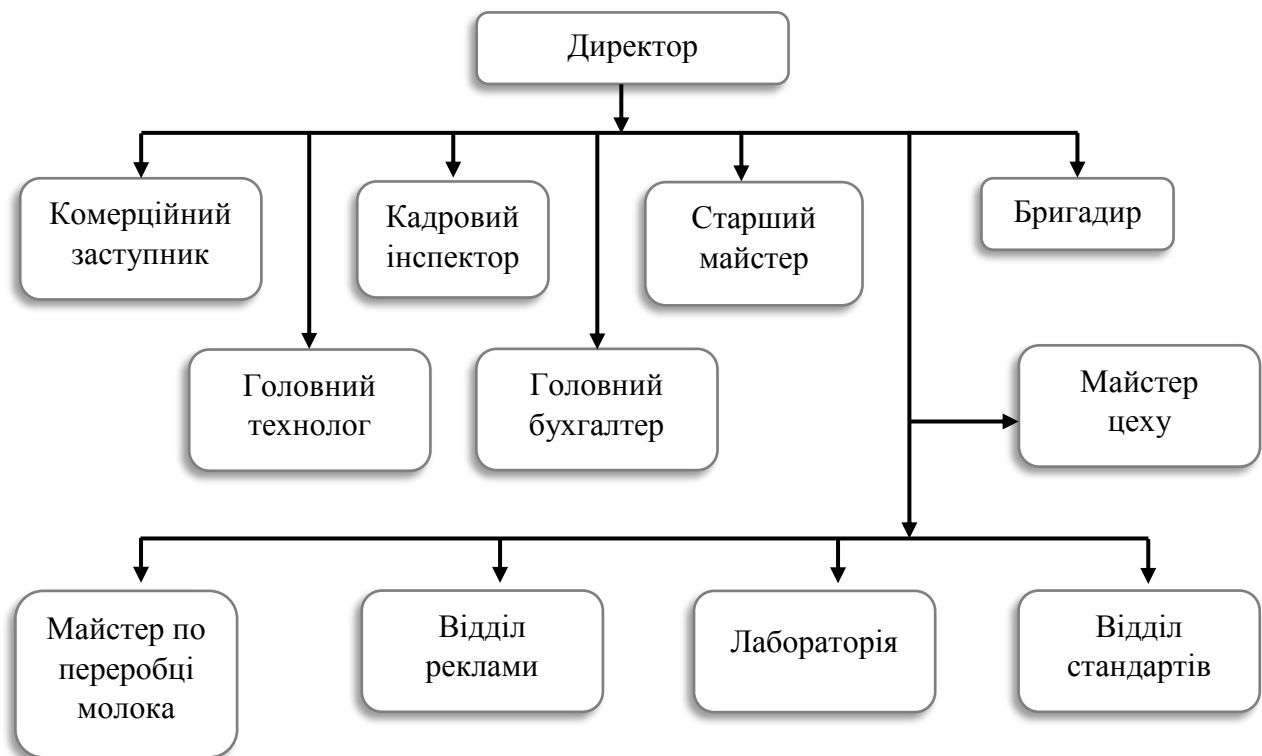 Директор
Комерційний
заступник
Кадровий
інспектор
Старший
майстер
Бригадир
Головний
технолог
Головний
бухгалтер
Майстер
цеху
Майстер по
переробці
молока
Відділ
реклами
Лабораторія
Відділ
стандартів